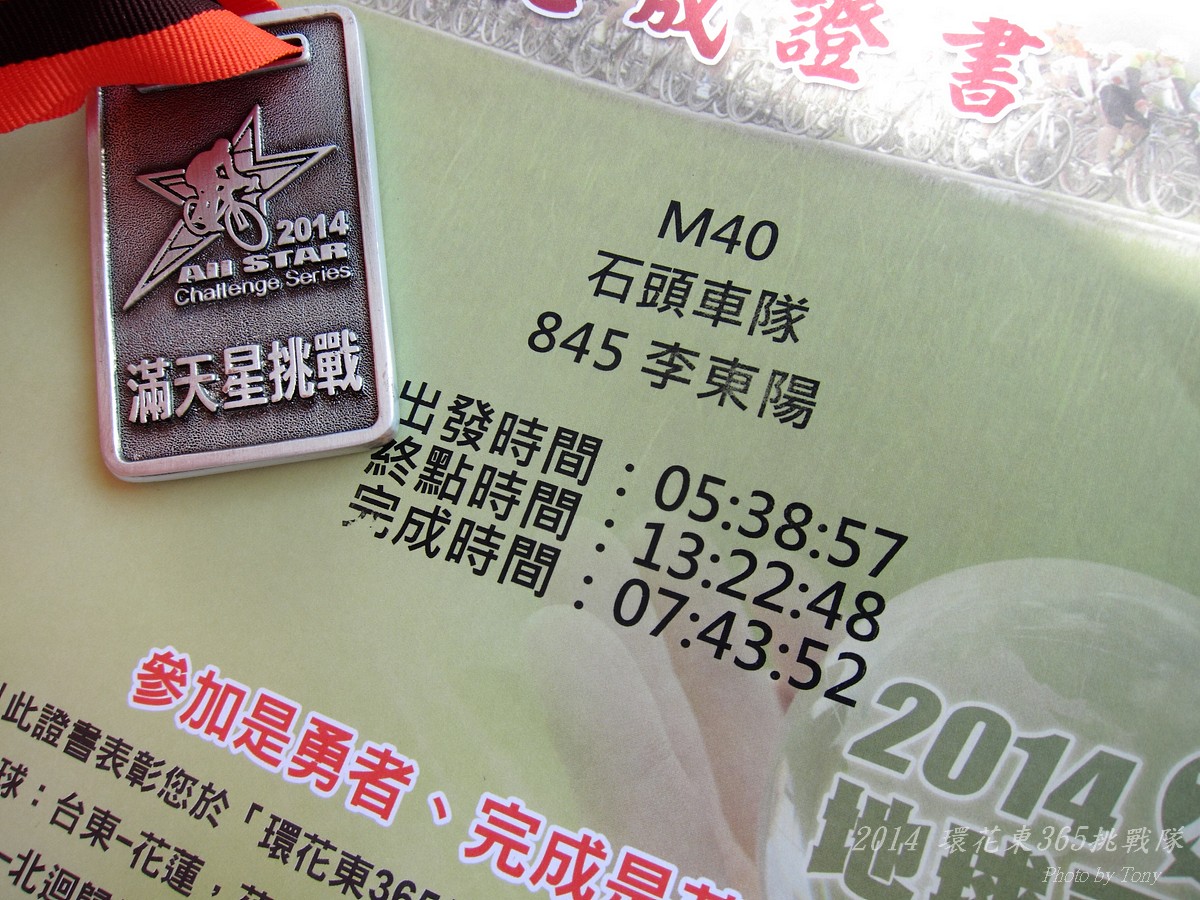 成證書
2014
All STAR
Challenge Series
滿天星挑戰
M40
石頭車隊
845 李東陽
出發時間：05:38:57
終點時間：13:22:48
完成時間：07:43:52
參加是勇者、完成是
此證書表彰您於「環花東365
球：台東-花蓮，
-北迴歸
2014
地球
2014 環花東365挑戰隊
Photo by Tony